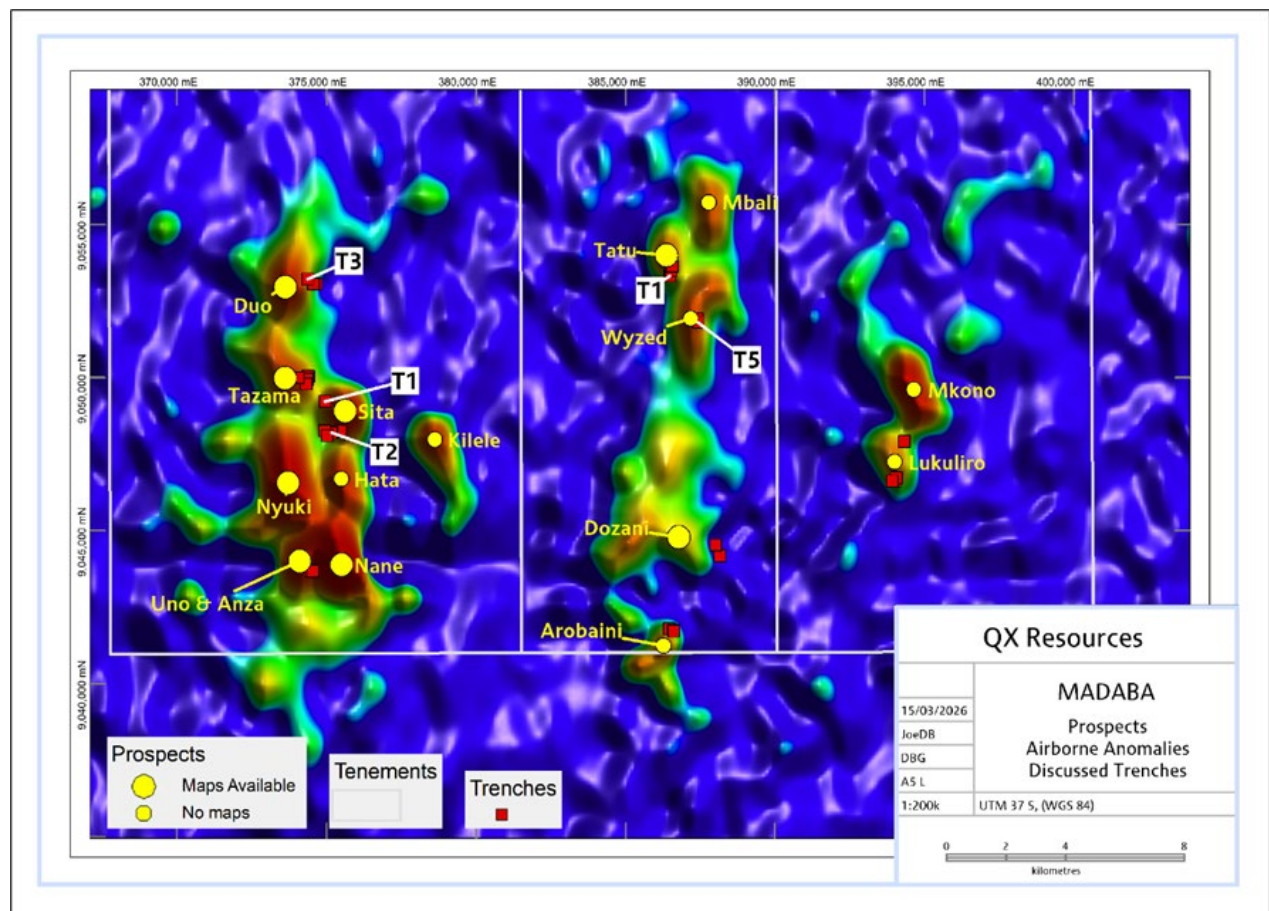 370,000 mE
375,000 mE
380,000 mE
385,000 mE
390,000 mE
395,000 mE
400,000 mE
9,055,000 mN
9,050,000 mN
9,045,000 mN
9,040,000 mN
Mbali
Tatu
T3
T1
Duo
Wyzed
T5
Tazama
T1
Mkono
Sita
Kilele
T2
Lukuliro
Hata
Nyuki
Dozani
Nane
Uno & Anza
Arobaini
Prospects
Maps Available
No maps
Tenements
Trenches
QX Resources
15/03/2026
JoeDB
DBG
A5 L
1:200k
MADABA
Prospects
Airborne Anomalies
Discussed Trenches
UTM 37 S, (WGS 84)
0 2 4 8
kilometres